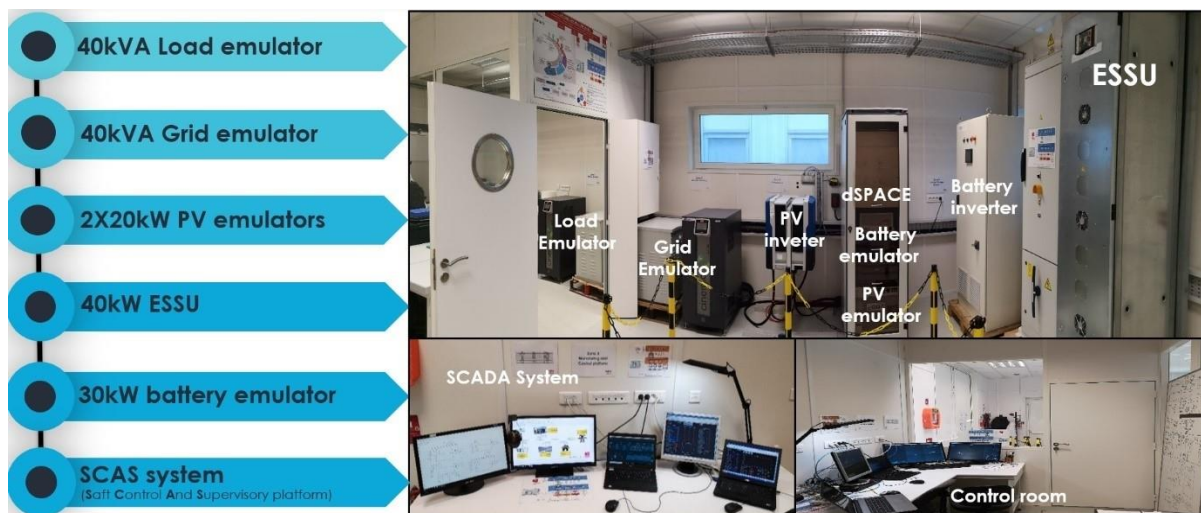 40kVA Load emulator
40kVA Grid emulator
2X20kW PV emulators
40kW ESSU
30kW battery emulator
SCAS system
(Saft Control And Supervisory platform)
ESSU
Load
Emulator
Grid
Emulator
PV
inveter
dSPACE
Battery
emulator
PV
emulator
Battery
inverter
SCADA System
Control room